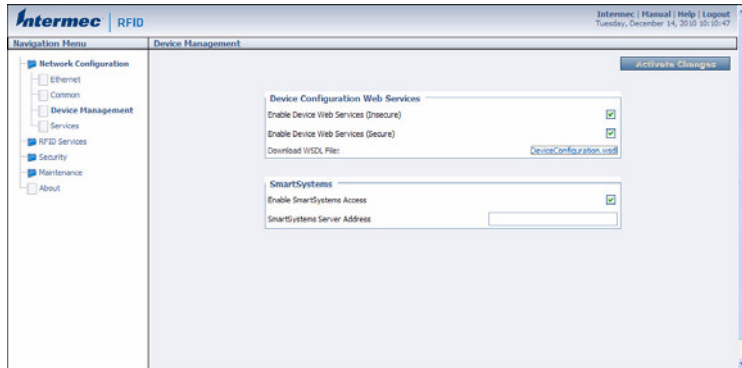 Intermec | RFID
Intermec | Manual | Help | Logout
Tuesday, December 14, 2010 10:10:47
Navigation Menu
Device Management
Network Configuration
Ethernet
Common
Device Management
Services
RFID Services
Security
Maintenance
About
Activate Changes
Device Configuration Web Services
Enable Device Web Services (Insecure)
Enable Device Web Services (Secure)
Download WSDL File:
DeviceConfiguration.wsdl
SmartSystems
Enable SmartSystems Access
SmartSystems Server Address